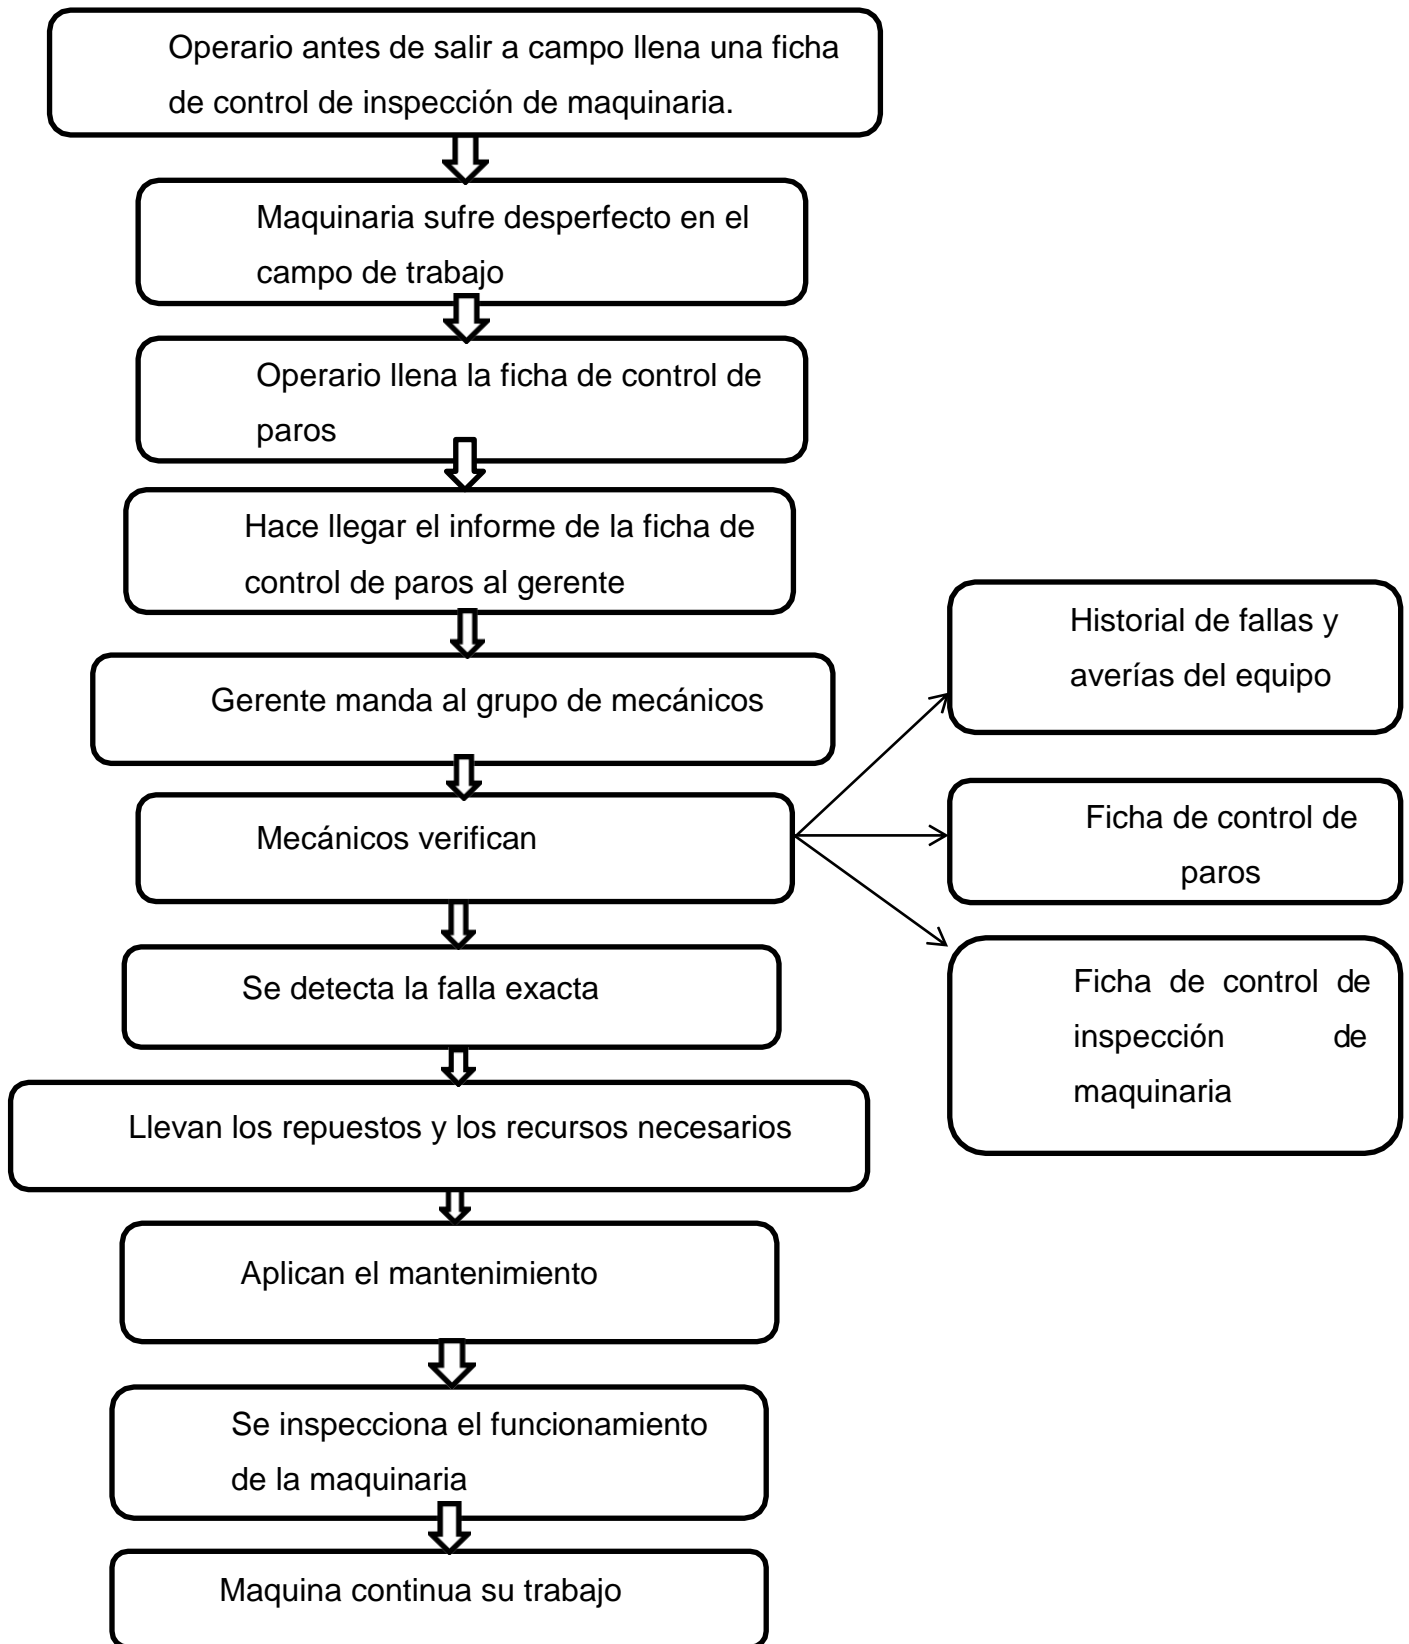 Operario antes de salir a campo llena una ficha
de control de inspección de maquinaria.
Maquinaria sufre desperfecto en el
campo de trabajo
Operario llena la ficha de control de
paros
Hace llegar el informe de la ficha de
control de paros al gerente
Gerente manda al grupo de mecánicos
Mecánicos verifican
Historial de fallas y
averías del equipo
Ficha de control de
paros
Ficha de control de
inspección de
maquinaria
Se detecta la falla exacta
Llevan los repuestos y los recursos necesarios
Aplican el mantenimiento
Se inspecciona el funcionamiento
de la maquinaria
Maquina continua su trabajo